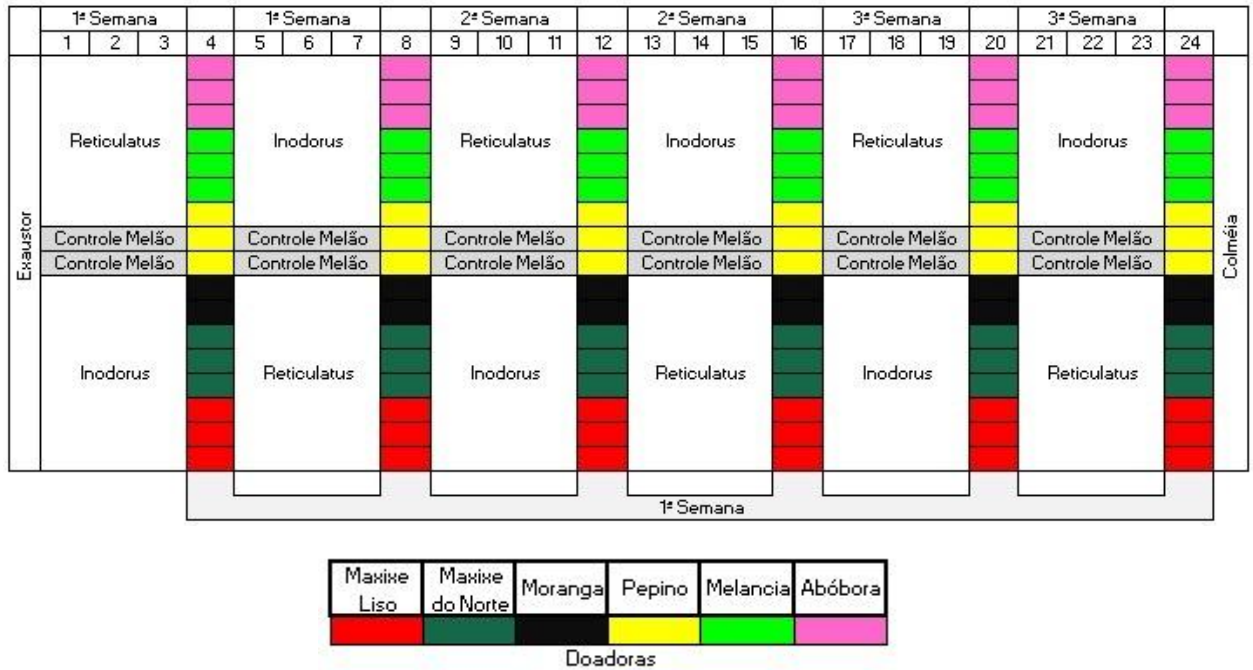 1ª Semana 1ª Semana 2ª Semana 2ª Semana 3ª Semana 3ª Semana
1 2 3 4 5 6 7 8 9 10 11 12 13 14 15 16 17 18 19 20 21 22 23 24
Exaustor
Reticulatus Inodorus Reticulatus Inodorus Reticulatus Inodorus
Controle Melão Controle Melão Controle Melão Controle Melão Controle Melão Controle Melão
Controle Melão Controle Melão Controle Melão Controle Melão Controle Melão Controle Melão
Colméia
Inodorus Reticulatus Inodorus Reticulatus Inodorus Reticulatus
1ª Semana
Maxixe Liso Maxixe do Norte Moranga Pepino Melancia Abóbora
Doadoras